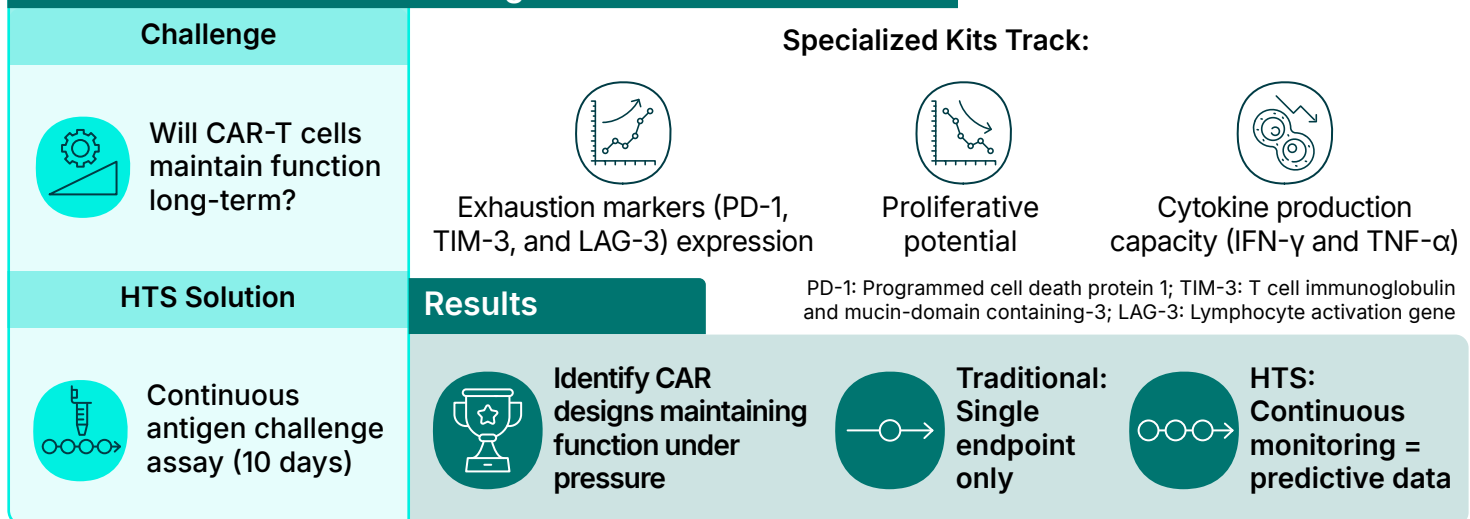 Challenge
Will CAR-T cells
maintain function
long-term?
HTS Solution
Continuous
antigen challenge
assay (10 days)
Specialized Kits Track:
Exhaustion markers (PD-1,
TIM-3, and LAG-3) expression
Proliferative
potential
Cytokine production
capacity (IFN-γ and TNF-α)
PD-1: Programmed cell death protein 1; TIM-3: T cell immunoglobulin
and mucin-domain containing-3; LAG-3: Lymphocyte activation gene
Results
Identify CAR
designs maintaining
function under
pressure
Traditional:
Single
endpoint
only
HTS:
Continuous
monitoring =
predictive data